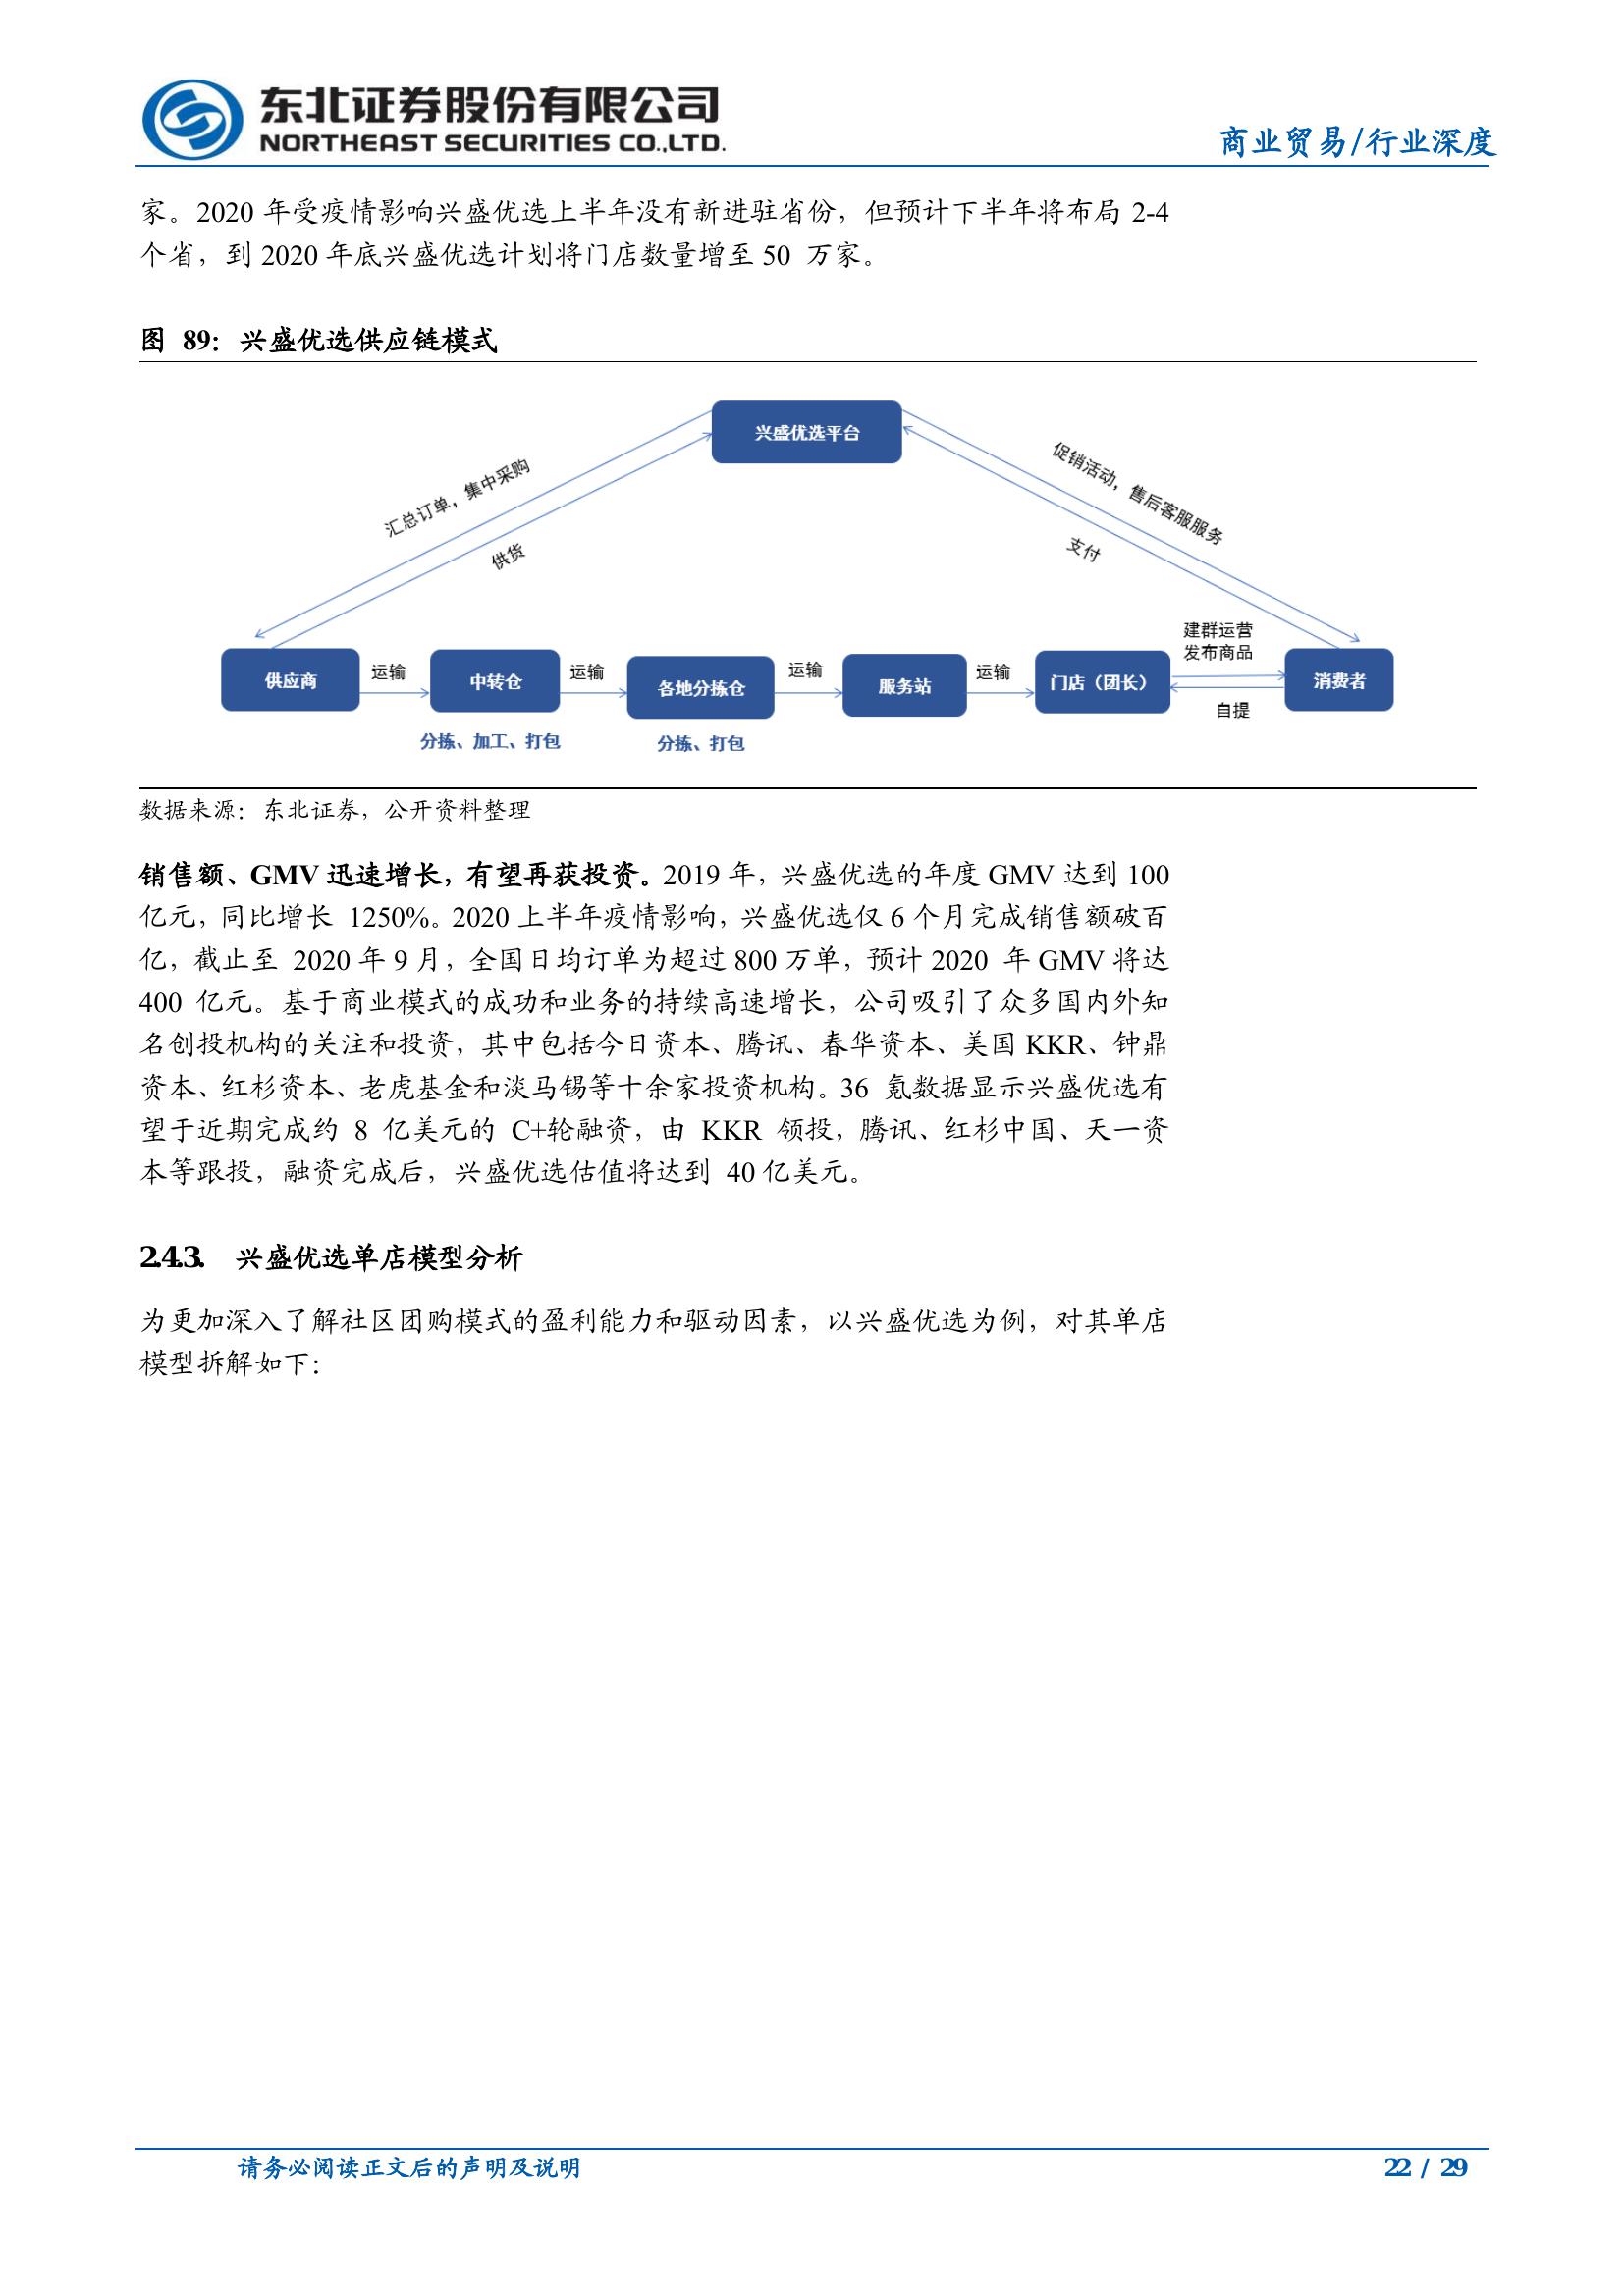 东北证券股份有限公司
NORTHEAST SECURITIES CO.,LTD.
商业贸易/行业深度
家。2020 年受疫情影响兴盛优选上半年没有新进驻省份，但预计下半年将布局 2-4
个省，到 2020 年底兴盛优选计划将门店数量增至 50 万家。
图 89：兴盛优选供应链模式
兴盛优选平台
汇总订单，集中采购
供货
促销活动，售后客服服务
支付
供应商
运输
中转仓
运输
各地分拣仓
运输
服务站
运输
门店（团长）
建群运营
发布商品
自提
消费者
分拣、加工、打包
分拣、打包
数据来源：东北证券，公开资料整理
销售额、GMV 迅速增长，有望再获投资。2019 年，兴盛优选的年度 GMV 达到 100
亿元，同比增长 1250%。2020 上半年疫情影响，兴盛优选仅 6 个月完成销售额破百
亿，截止至 2020 年 9 月，全国日均订单为超过 800 万单，预计 2020 年 GMV 将达
400 亿元。基于商业模式的成功和业务的持续高速增长，公司吸引了众多国内外知
名创投机构的关注和投资，其中包括今日资本、腾讯、春华资本、美国 KKR、钟鼎
资本、红杉资本、老虎基金和淡马锡等十余家投资机构。36 氪数据显示兴盛优选有
望于近期完成约 8 亿美元的 C+轮融资，由 KKR 领投，腾讯、红杉中国、天一资
本等跟投，融资完成后，兴盛优选估值将达到 40 亿美元。
2.4.3. 兴盛优选单店模型分析
为更加深入了解社区团购模式的盈利能力和驱动因素，以兴盛优选为例，对其单店
模型拆解如下：
请务必阅读正文后的声明及说明
22 / 29